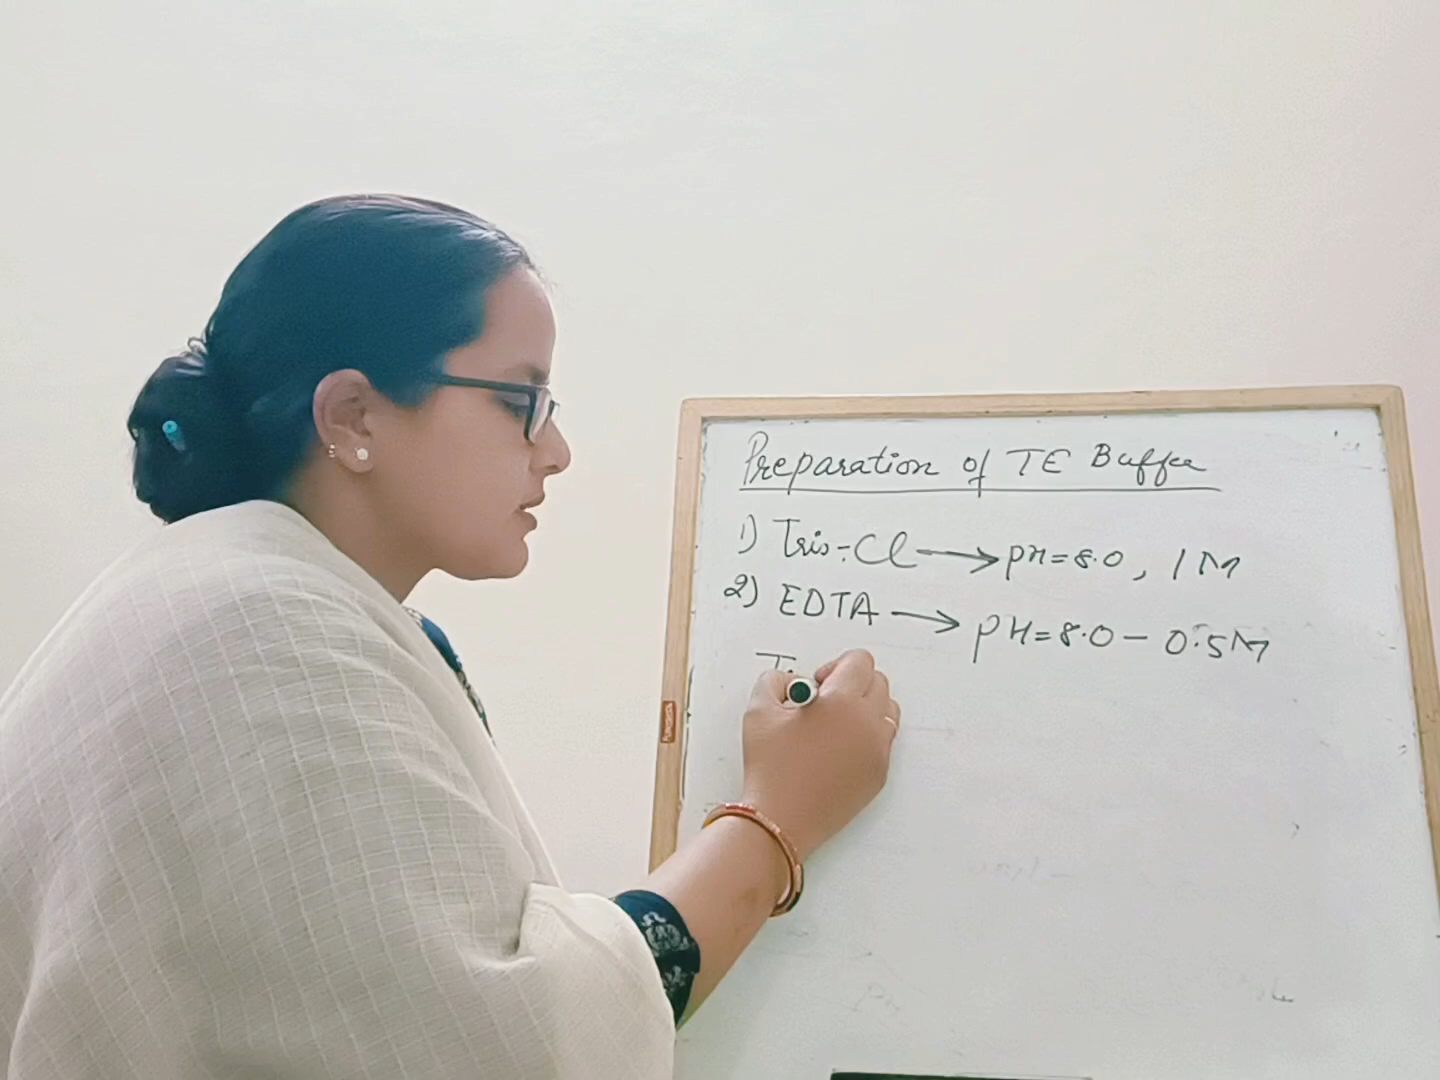 Preparation of TE Buffer
1) Tris-Cl → pH=8.0, 1M
2) EDTA → pH=8.0 - 0.5M